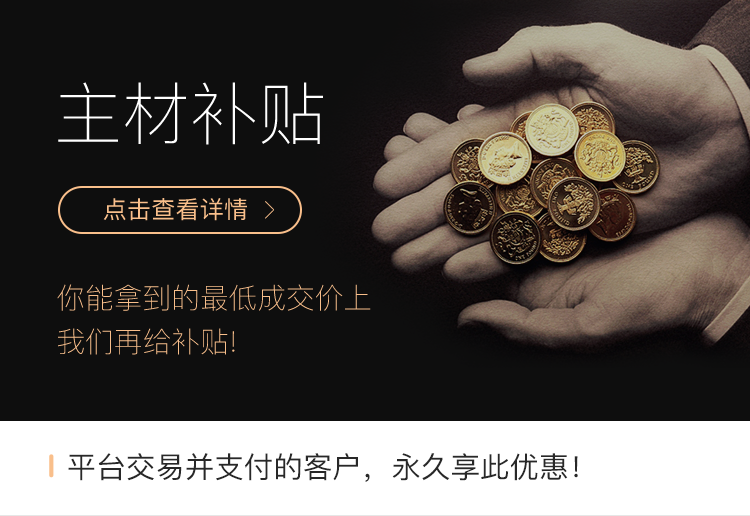 主材补贴
点击查看详情
你能拿到的最低成交价上
我们再给补贴!
平台交易并支付的客户，永久享此优惠!